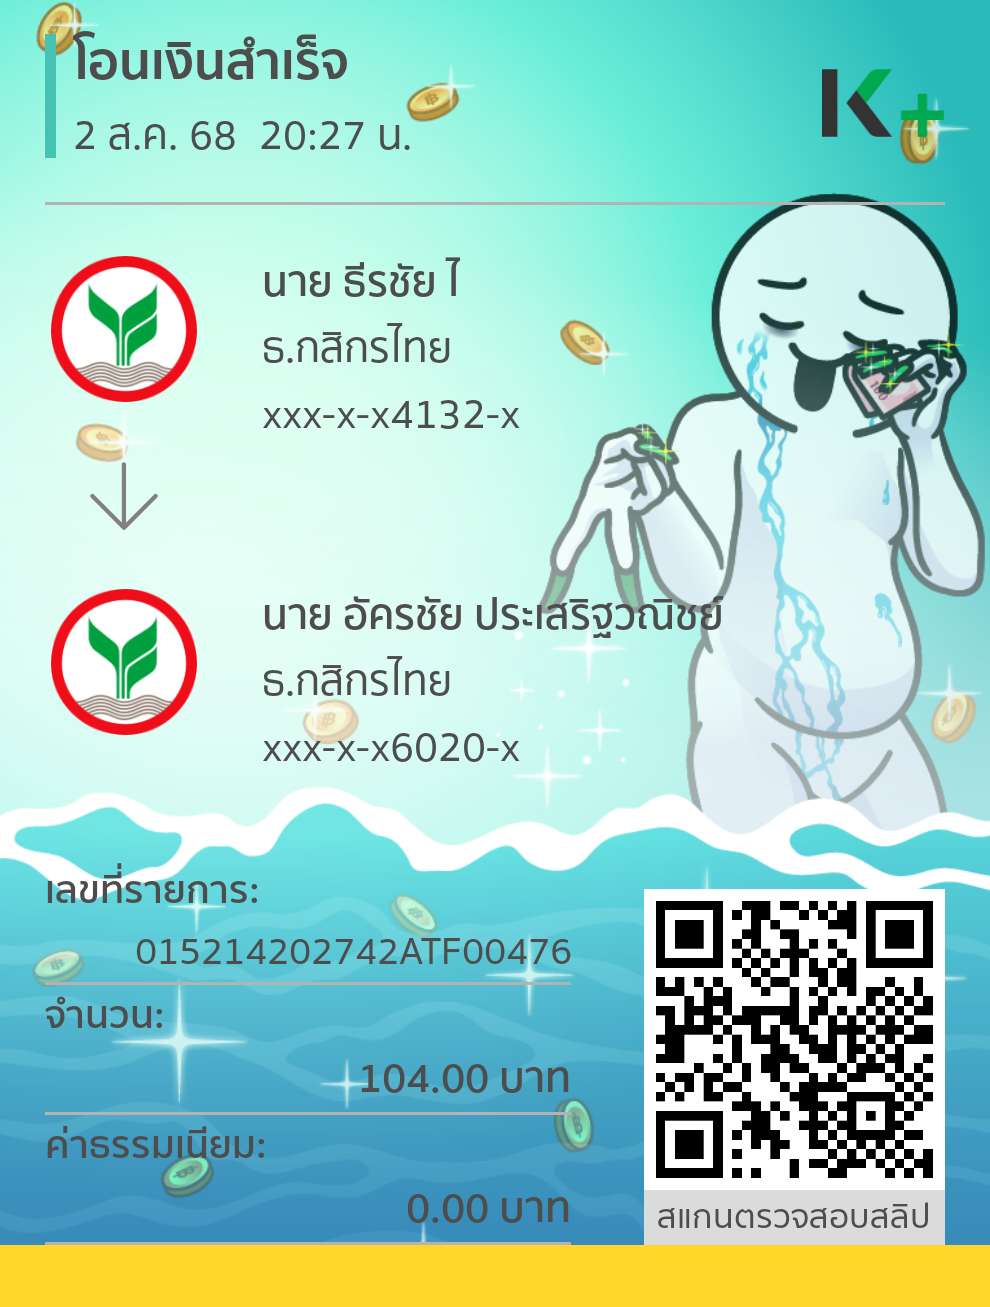 โอนเงินสำเร็จ
2 ส.ค. 68 20:27 น.
K+
นาย ธีรชัย ไ
ธ.กสิกรไทย
xxx-x-x4132-x
นาย อัครชัย ประเสริฐวณิชย์
ธ.กสิกรไทย
xxx-x-x6020-x
เลขที่รายการ:
015214202742ATF00476
จำนวน:
104.00 บาท
ค่าธรรมเนียม:
0.00 บาท
สแกนตรวจสอบสลิป